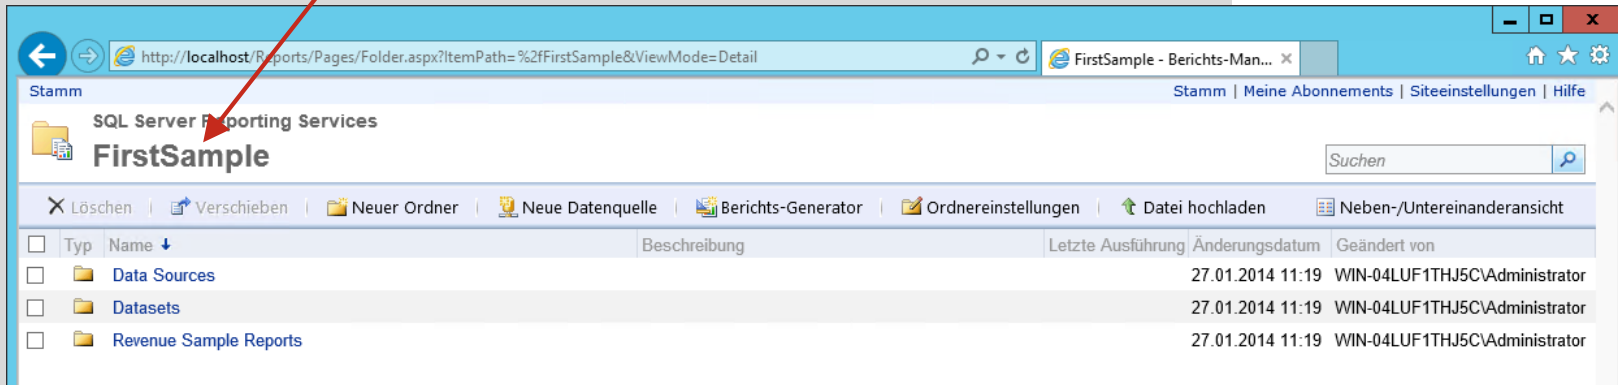 http://localhost/Reports/Pages/Folder.aspx?ItemPath=%2fFirstSample&ViewMode=Detail FirstSample - Berichts-Man...
Stamm Stamm | Meine Abonnements | Siteeinstellungen | Hilfe
SQL Server Reporting Services
FirstSample
Suchen
Löschen | Verschieben | Neuer Ordner | Neue Datenquelle | Berichts-Generator | Ordnereinstellungen | Datei hochladen Neben-/Untereinanderansicht
Typ Name Beschreibung Letzte Ausführung Änderungsdatum Geändert von
Data Sources 27.01.2014 11:19 WIN-04LUF1THJ5C\Administrator
Datasets 27.01.2014 11:19 WIN-04LUF1THJ5C\Administrator
Revenue Sample Reports 27.01.2014 11:19 WIN-04LUF1THJ5C\Administrator